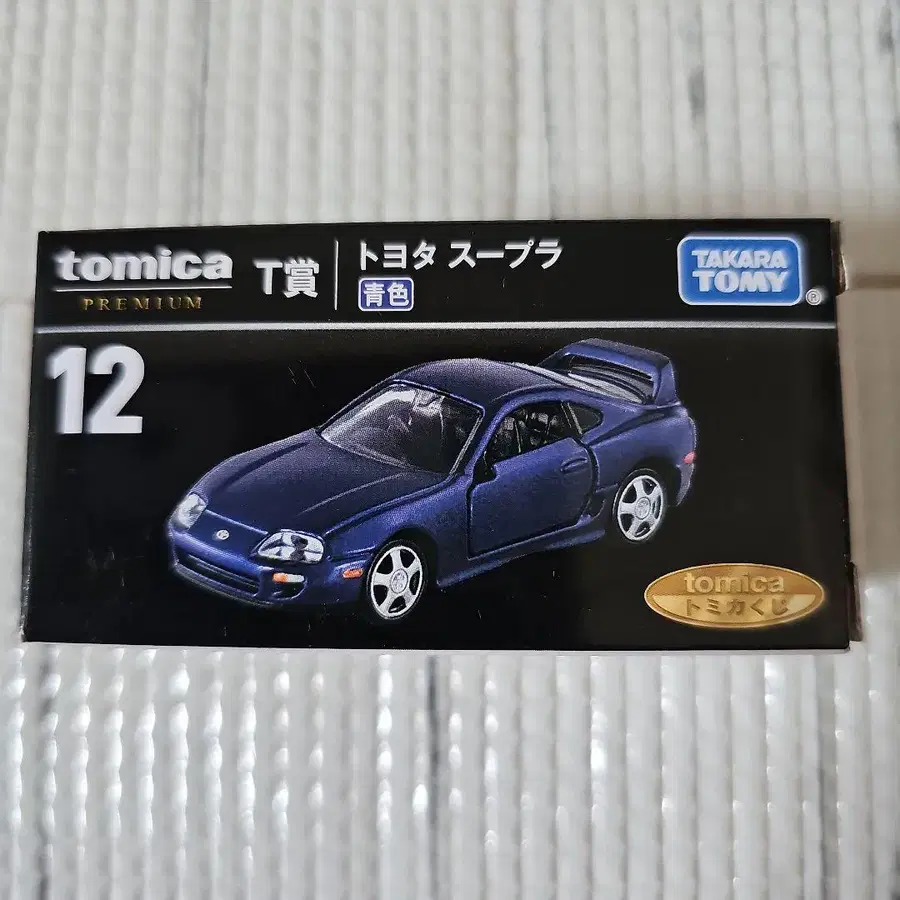 tomica
PREMIUM
T賞
トヨタ スープラ
青色
TAKARA
TOMY
®
12
tomica
トミカくじ